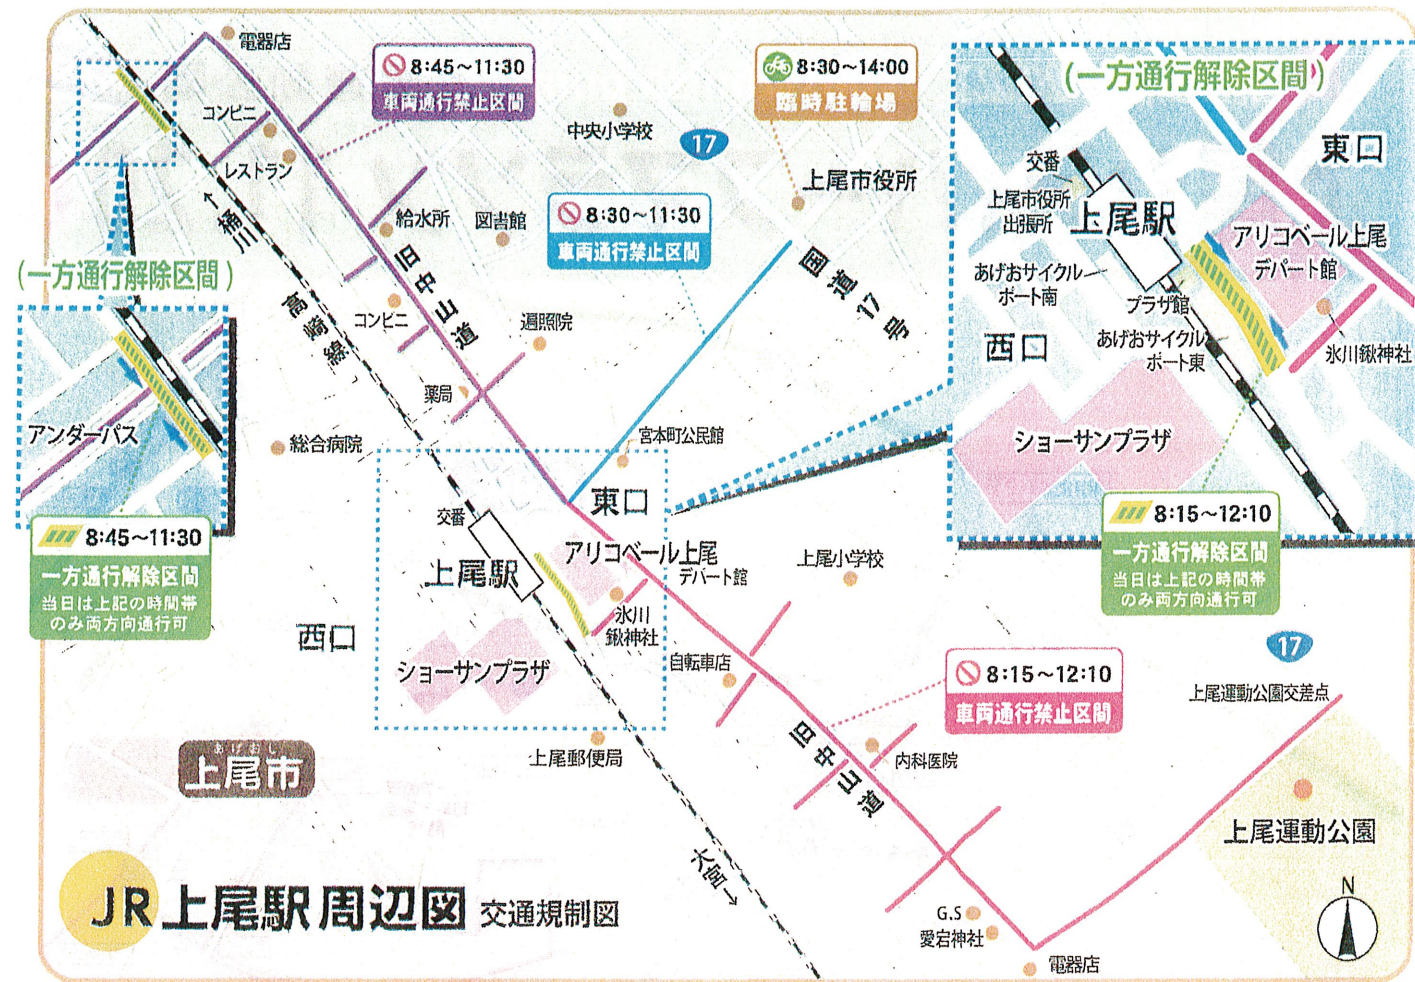 電器店
8:45～11:30
車両通行禁止区間
コンビニ
レストラン
中央小学校
17
8:30～14:00
臨時駐輪場
上尾市役所
8:30～11:30
車両通行禁止区間
国道17号
給水所
図書館
旧中山道
コンビニ
遍照院
薬局
←桶川
高崎線
総合病院
宮本町公民館
(一方通行解除区間)
アンダーパス
8:45～11:30
一方通行解除区間
当日は上記の時間帯
のみ両方向通行可
(一方通行解除区間)
東口
交番
上尾市役所
出張所
上尾駅
アリコベール上尾
デパート館
あげおサイクル
ポート南
プラザ館
西口
あげおサイクル
ポート東
氷川鍬神社
ショーサンプラザ
8:15～12:10
一方通行解除区間
当日は上記の時間帯
のみ両方向通行可
交番
東口
上尾駅
アリコベール上尾
デパート館
西口
氷川
鍬神社
ショーサンプラザ
上尾小学校
自転車店
8:15～12:10
車両通行禁止区間
17
上尾運動公園交差点
上尾郵便局
旧中山道
内科医院
上尾運動公園
大宮→
G.S
愛宕神社
電器店
N
あげおし
上尾市
JR上尾駅周辺図 交通規制図